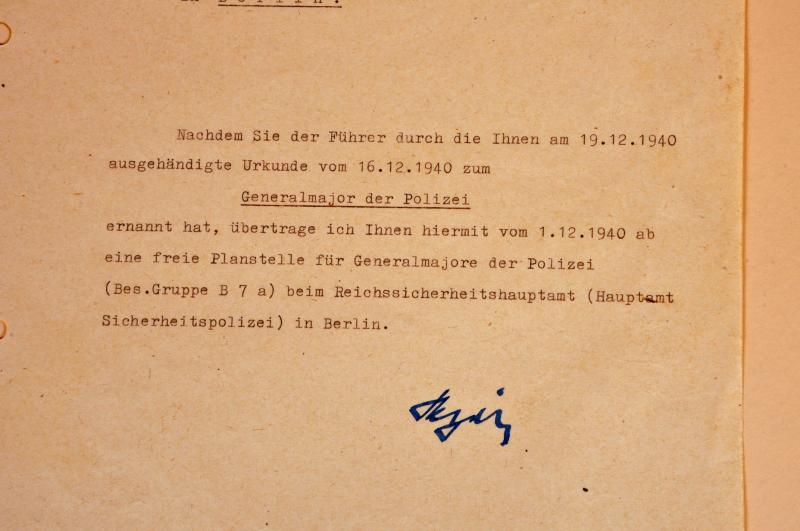 in Berlin.
Nachdem Sie der Führer durch die Ihnen am 19.12.1940
ausgehändigte Urkunde vom 16.12.1940 zum
Generalmajor der Polizei
ernannt hat, übertrage ich Ihnen hiermit vom 1.12.1940 ab
eine freie Planstelle für Generalmajore der Polizei
(Bes.Gruppe B 7 a) beim Reichssicherheitshauptamt (Hauptamt
Sicherheitspolizei) in Berlin.